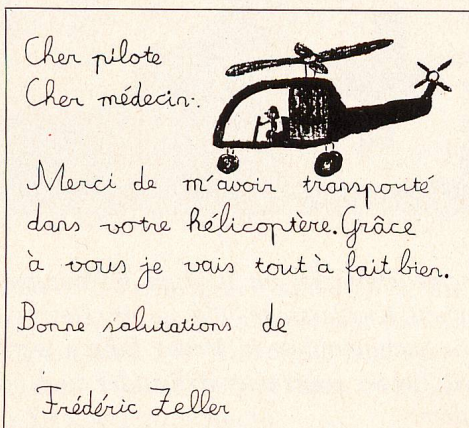 Cher pilote
Cher médecin.
Merci de m'avoir transporté
dans votre hélicoptère. Grâce
à vous je vais tout à fait bien.
Bonne salutations de
Frédéric Zeller